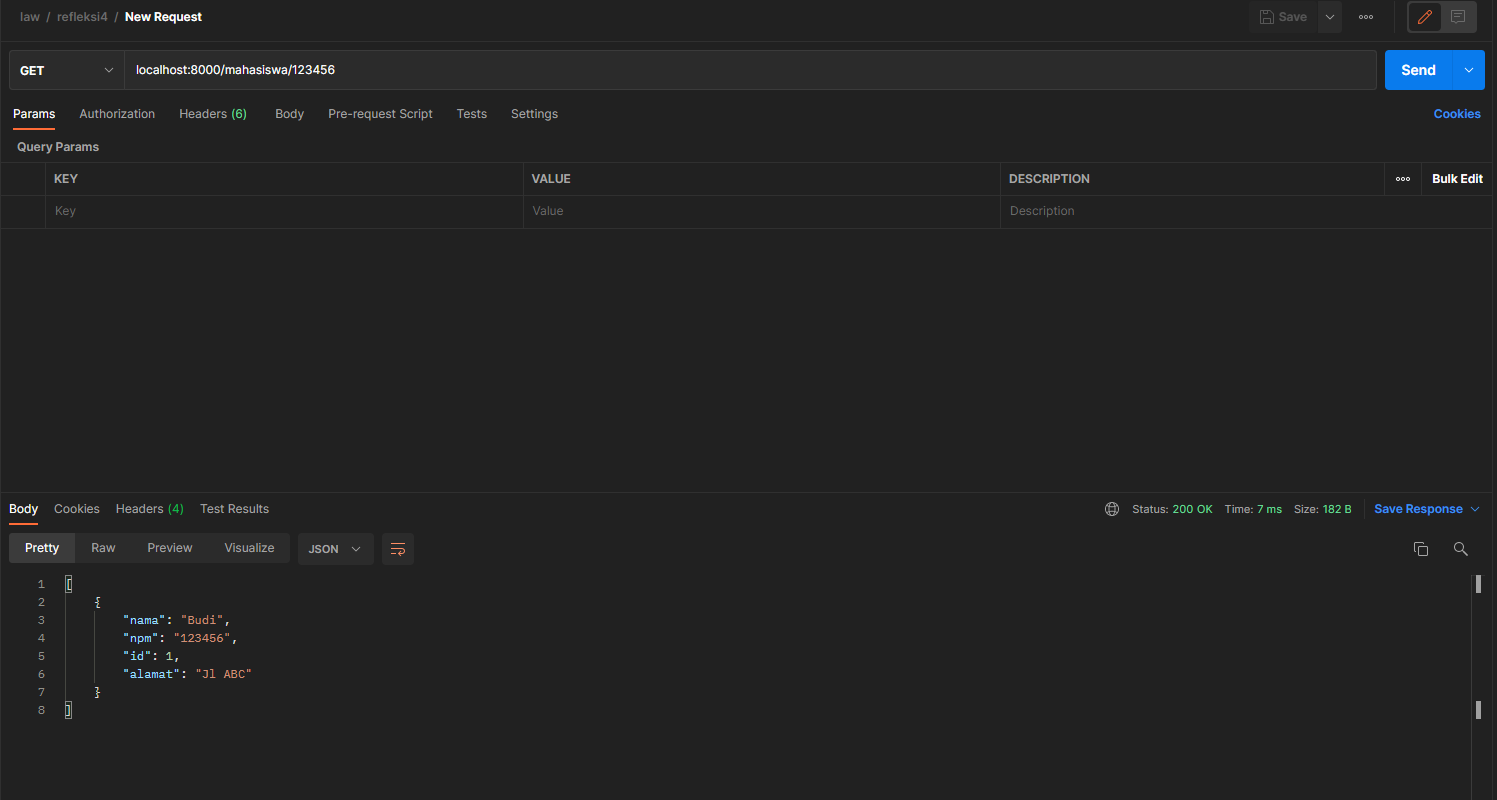 law / refleksi4 / New Request
Save
GET localhost:8000/mahasiswa/123456 Send
Params Authorization Headers (6) Body Pre-request Script Tests Settings Cookies
Query Params
KEY VALUE DESCRIPTION Bulk Edit
Key Value Description
Body Cookies Headers (4) Test Results Status: 200 OK Time: 7 ms Size: 182 B Save Response
Pretty Raw Preview Visualize JSON
1 [
2 {
3 "nama": "Budi",
4 "npm": "123456",
5 "id": 1,
6 "alamat": "Jl ABC"
7 }
8 ]